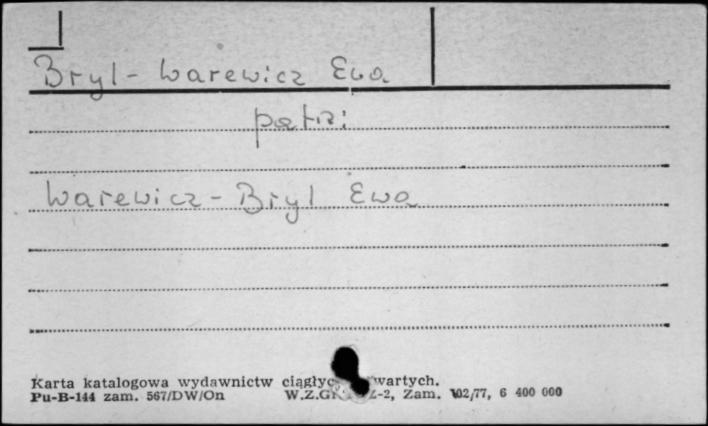 Bryl-Warewicz Ewa
patrz:
Warewicz-Bryl Ewa
Karta katalogowa wydawnictw
Pu-B-144 zam. 567/DW/On Zam. 102/77, 6 400 000